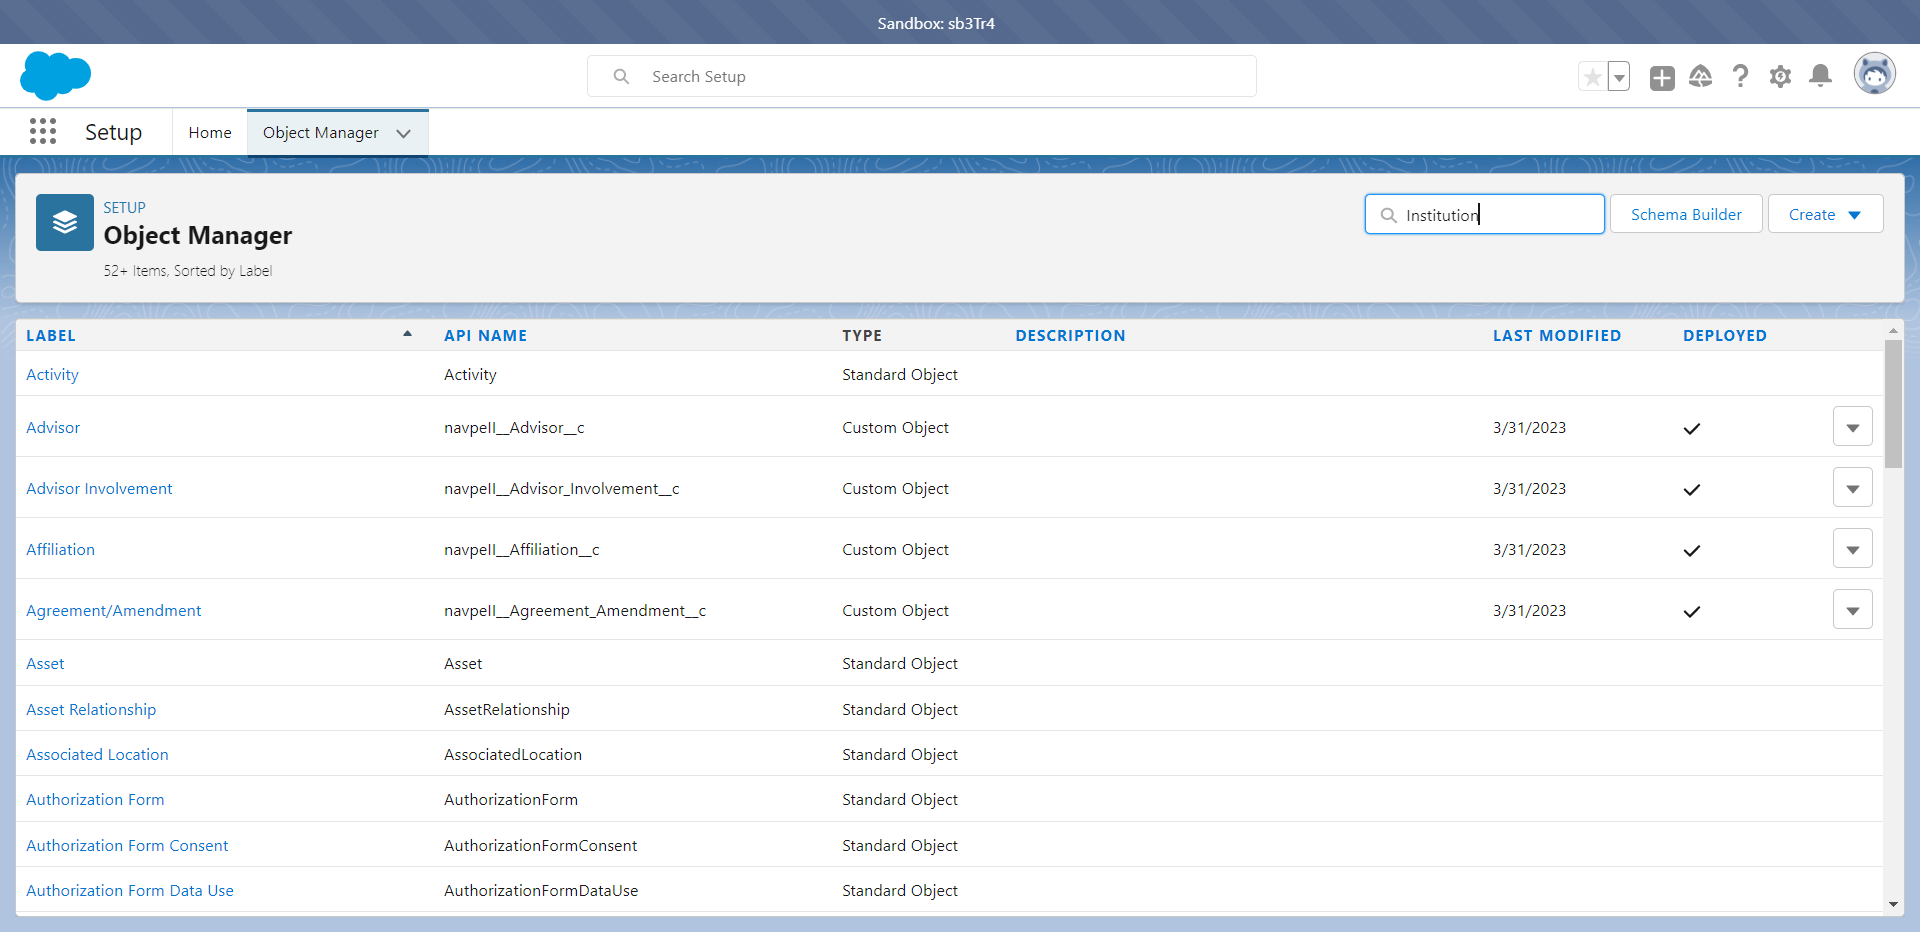 Sandbox: sb3Tr4
Search Setup
Setup Home Object Manager
SETUP
Object Manager
52+ Items, Sorted by Label
Institution Schema Builder Create
LABEL API NAME TYPE DESCRIPTION LAST MODIFIED DEPLOYED
Activity Activity Standard Object
Advisor navpeII__Advisor__c Custom Object 3/31/2023
Advisor Involvement navpeII__Advisor_Involvement__c Custom Object 3/31/2023
Affiliation navpeII__Affiliation__c Custom Object 3/31/2023
Agreement/Amendment navpeII__Agreement_Amendment__c Custom Object 3/31/2023
Asset Asset Standard Object
Asset Relationship AssetRelationship Standard Object
Associated Location AssociatedLocation Standard Object
Authorization Form AuthorizationForm Standard Object
Authorization Form Consent AuthorizationFormConsent Standard Object
Authorization Form Data Use AuthorizationFormDataUse Standard Object